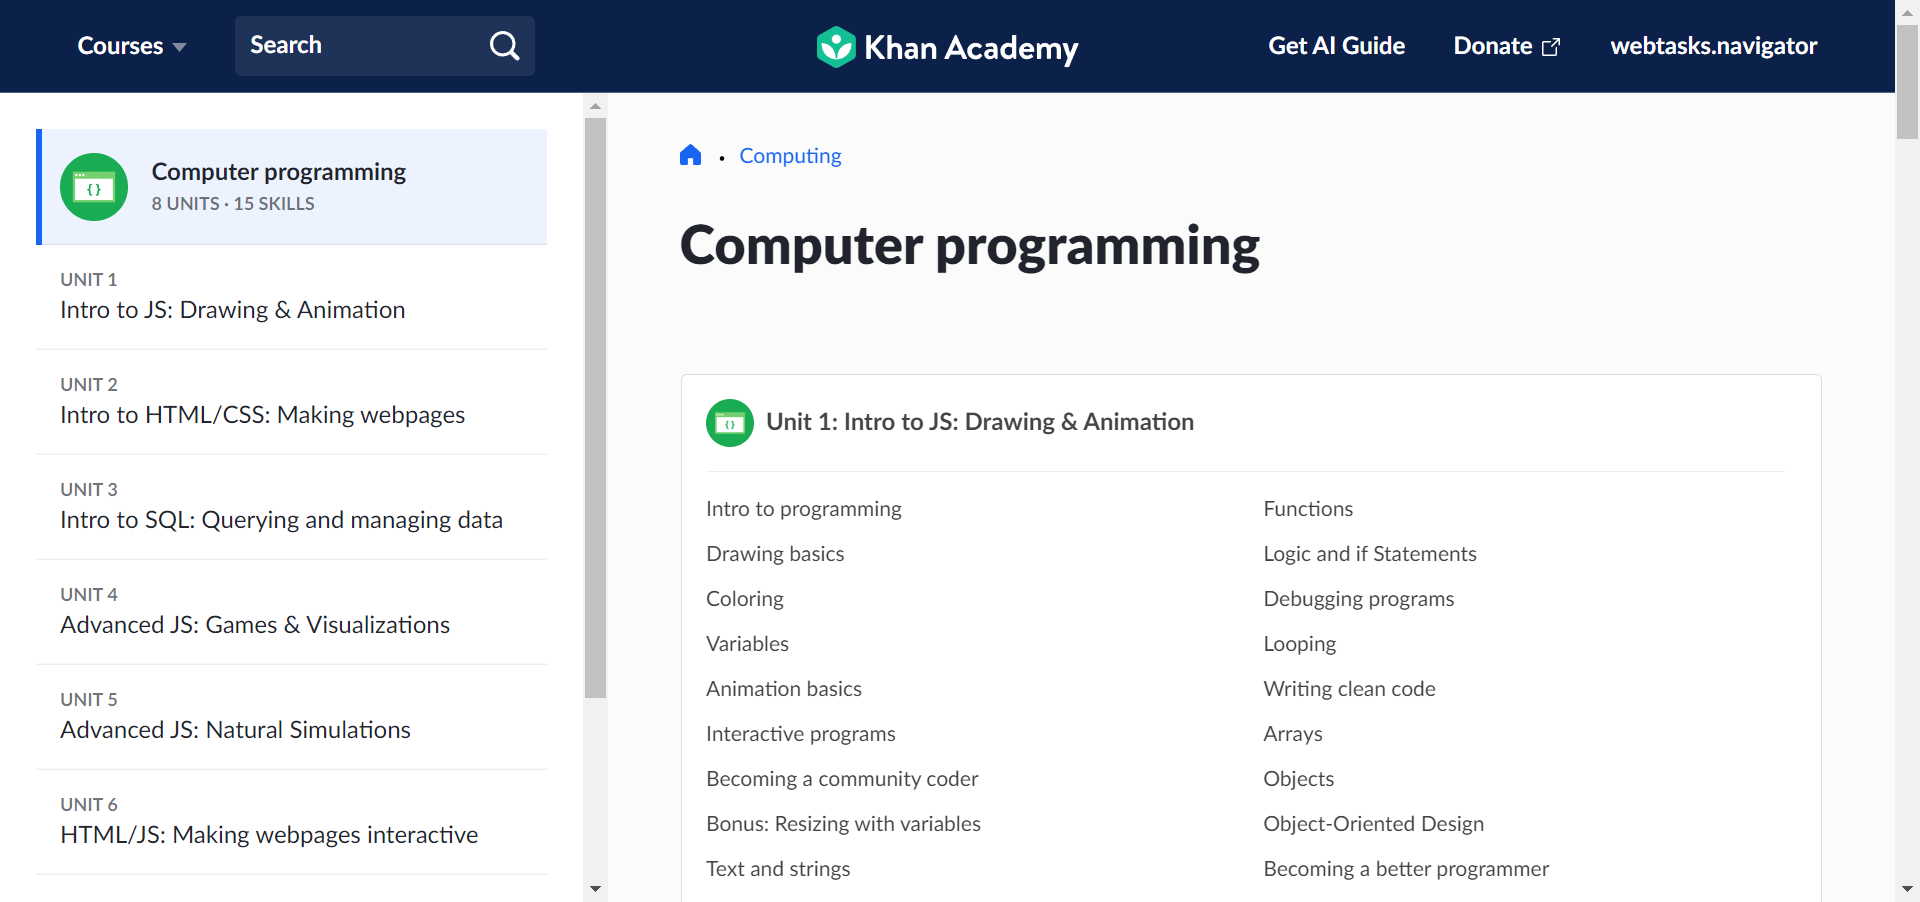 Courses
Search
Khan Academy
Get AI Guide
Donate
webtasks.navigator
Computer programming
8 UNITS · 15 SKILLS
UNIT 1
Intro to JS: Drawing & Animation
UNIT 2
Intro to HTML/CSS: Making webpages
UNIT 3
Intro to SQL: Querying and managing data
UNIT 4
Advanced JS: Games & Visualizations
UNIT 5
Advanced JS: Natural Simulations
UNIT 6
HTML/JS: Making webpages interactive
Computing
Computer programming
Unit 1: Intro to JS: Drawing & Animation
Intro to programming
Drawing basics
Coloring
Variables
Animation basics
Interactive programs
Becoming a community coder
Bonus: Resizing with variables
Text and strings
Functions
Logic and if Statements
Debugging programs
Looping
Writing clean code
Arrays
Objects
Object-Oriented Design
Becoming a better programmer